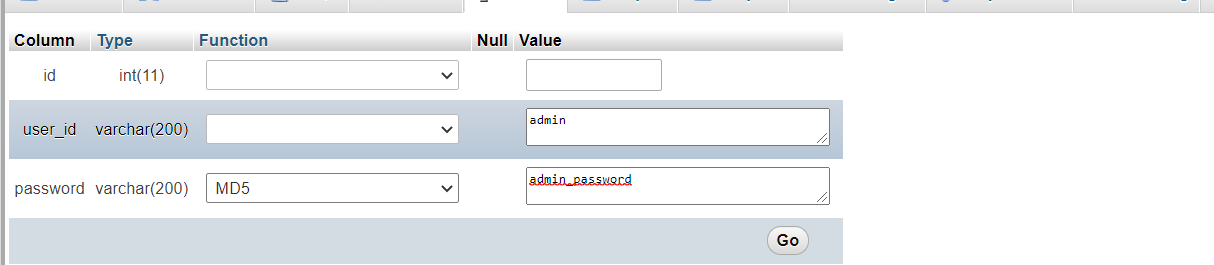 Column Type Function Null Value
id int(11)
user_id varchar(200) admin
password varchar(200) MD5 admin_password
Go